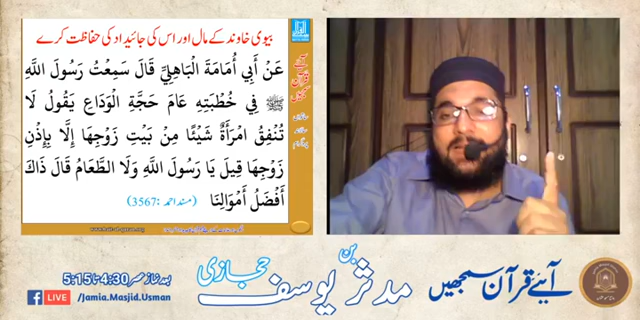 بیوی خاوند کے مال اور اس کی جائیداد کی حفاظت کرے
عَنْ أَبِي أُمَامَةَ الْبَاهِلِيِّ قَالَ سَمِعْتُ رَسُولَ اللَّهِ
ﷺ فِي خُطْبَتِهِ عَامَ حَجَّةِ الْوَدَاعِ يَقُولُ لَا
تُنْفِقُ امْرَأَةٌ شَيْئًا مِنْ بَيْتِ زَوْجِهَا إِلَّا بِإِذْنِ
زَوْجِهَا قِيلَ يَا رَسُولَ اللَّهِ وَلَا الطَّعَامُ قَالَ ذَاكَ
أَفْضَلُ أَمْوَالِنَا (مسند احمد :3567)
آئیے قرآن سمجھیں
مدثر بن یوسف حجازی
بعد نماز عصر 4:30 تا 5:15
LIVE /Jamia.Masjid.Usman